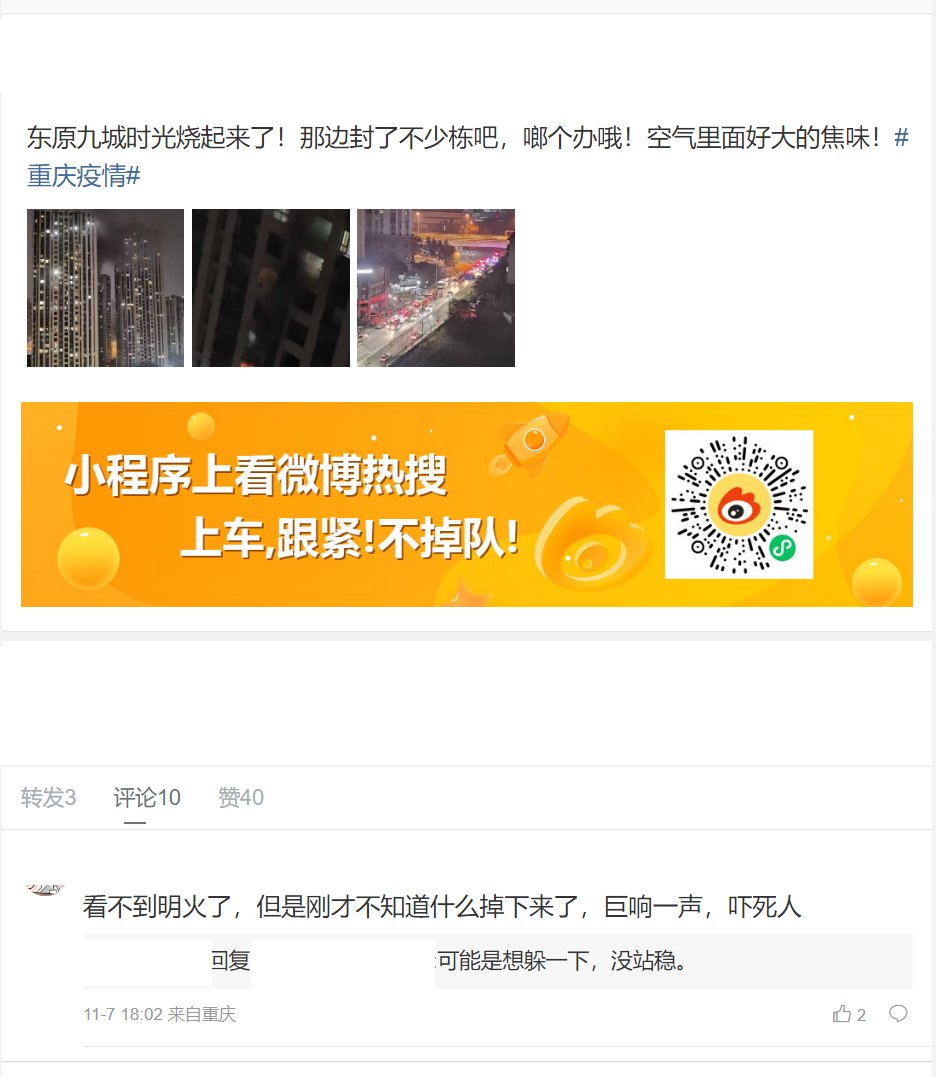 东原九城时光烧起来了！那边封了不少栋吧，啷个办哦！空气里面好大的焦味！#
重庆疫情#
小程序上看微博热搜
上车,跟紧!不掉队!
转发3 评论10 赞40
看不到明火了，但是刚才不知道什么掉下来了，巨响一声，吓死人
回复 :可能是想躲一下，没站稳。
11-7 18:02 来自重庆 2